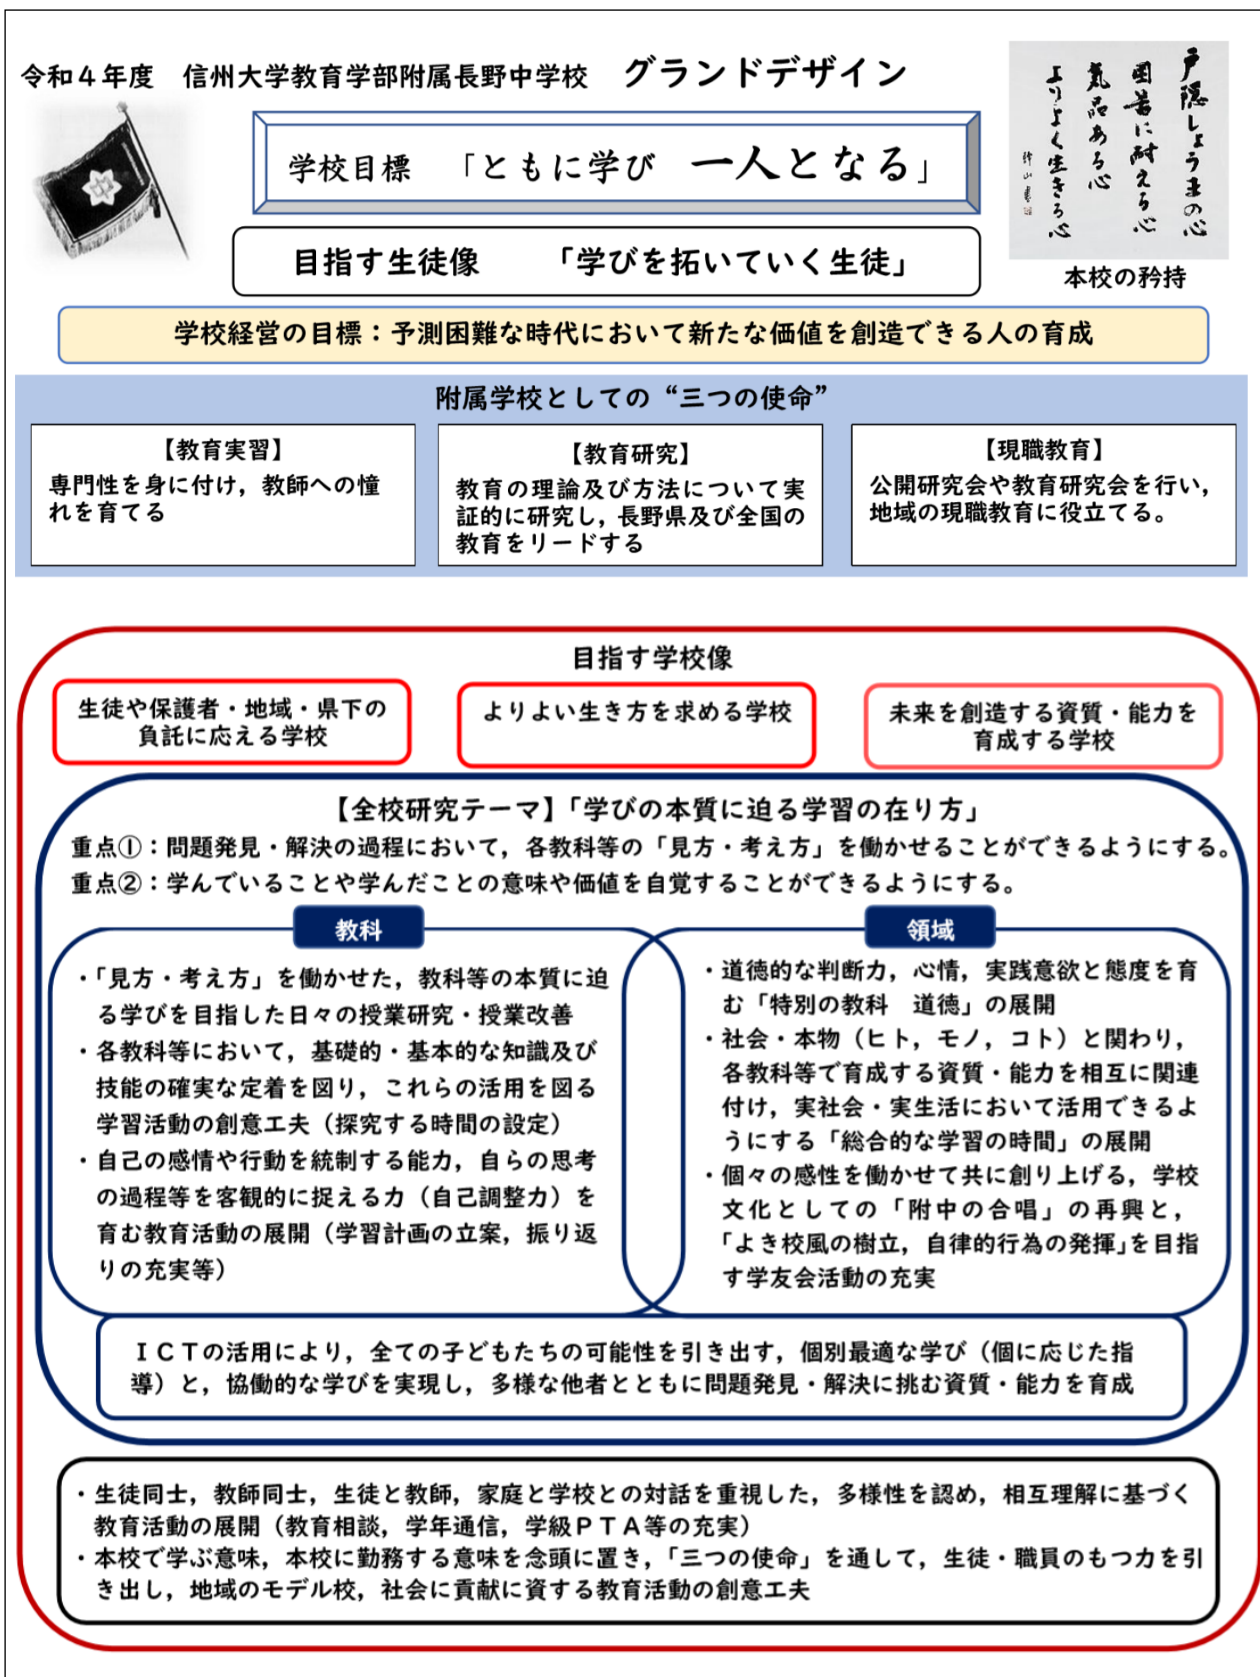 令和４年度　信州大学教育学部附属長野中学校　グランドデザイン
学校目標　「ともに学び　一人となる」
目指す生徒像　　「学びを拓いていく生徒」
戸隠しょうまの心
困苦に耐える心
気品ある心
よりよく生きる心
本校の矜持
学校経営の目標：予測困難な時代において新たな価値を創造できる人の育成
附属学校としての“三つの使命”
【教育実習】
専門性を身に付け，教師への憧
れを育てる
【教育研究】
教育の理論及び方法について実
証的に研究し，長野県及び全国の
教育をリードする
【現職教育】
公開研究会や教育研究会を行い，
地域の現職教育に役立てる。
目指す学校像
生徒や保護者・地域・県下の
負託に応える学校
よりよい生き方を求める学校
未来を創造する資質・能力を
育成する学校
【全校研究テーマ】「学びの本質に迫る学習の在り方」
重点①：問題発見・解決の過程において，各教科等の「見方・考え方」を働かせることができるようにする。
重点②：学んでいることや学んだことの意味や価値を自覚することができるようにする。
教科
・「見方・考え方」を働かせた，教科等の本質に迫
る学びを目指した日々の授業研究・授業改善
・各教科等において，基礎的・基本的な知識及び
技能の確実な定着を図り，これらの活用を図る
学習活動の創意工夫（探究する時間の設定）
・自己の感情や行動を統制する能力，自らの思考
の過程等を客観的に捉える力（自己調整力）を
育む教育活動の展開（学習計画の立案，振り返
りの充実等）
領域
・道徳的な判断力，心情，実践意欲と態度を育
む「特別の教科　道徳」の展開
・社会・本物（ヒト，モノ，コト）と関わり，
各教科等で育成する資質・能力を相互に関連
付け，実社会・実生活において活用できるよ
うにする「総合的な学習の時間」の展開
・個々の感性を働かせて共に創り上げる，学校
文化としての「附中の合唱」の再興と，
「よき校風の樹立，自律的行為の発揮」を目指
す学友会活動の充実
ＩＣＴの活用により，全ての子どもたちの可能性を引き出す，個別最適な学び（個に応じた指
導）と，協働的な学びを実現し，多様な他者とともに問題発見・解決に挑む資質・能力を育成
・生徒同士，教師同士，生徒と教師，家庭と学校との対話を重視した，多様性を認め，相互理解に基づく
教育活動の展開（教育相談，学年通信，学級ＰＴＡ等の充実）
・本校で学ぶ意味，本校に勤務する意味を念頭に置き，「三つの使命」を通して，生徒・職員のもつ力を引
き出し，地域のモデル校，社会に貢献に資する教育活動の創意工夫